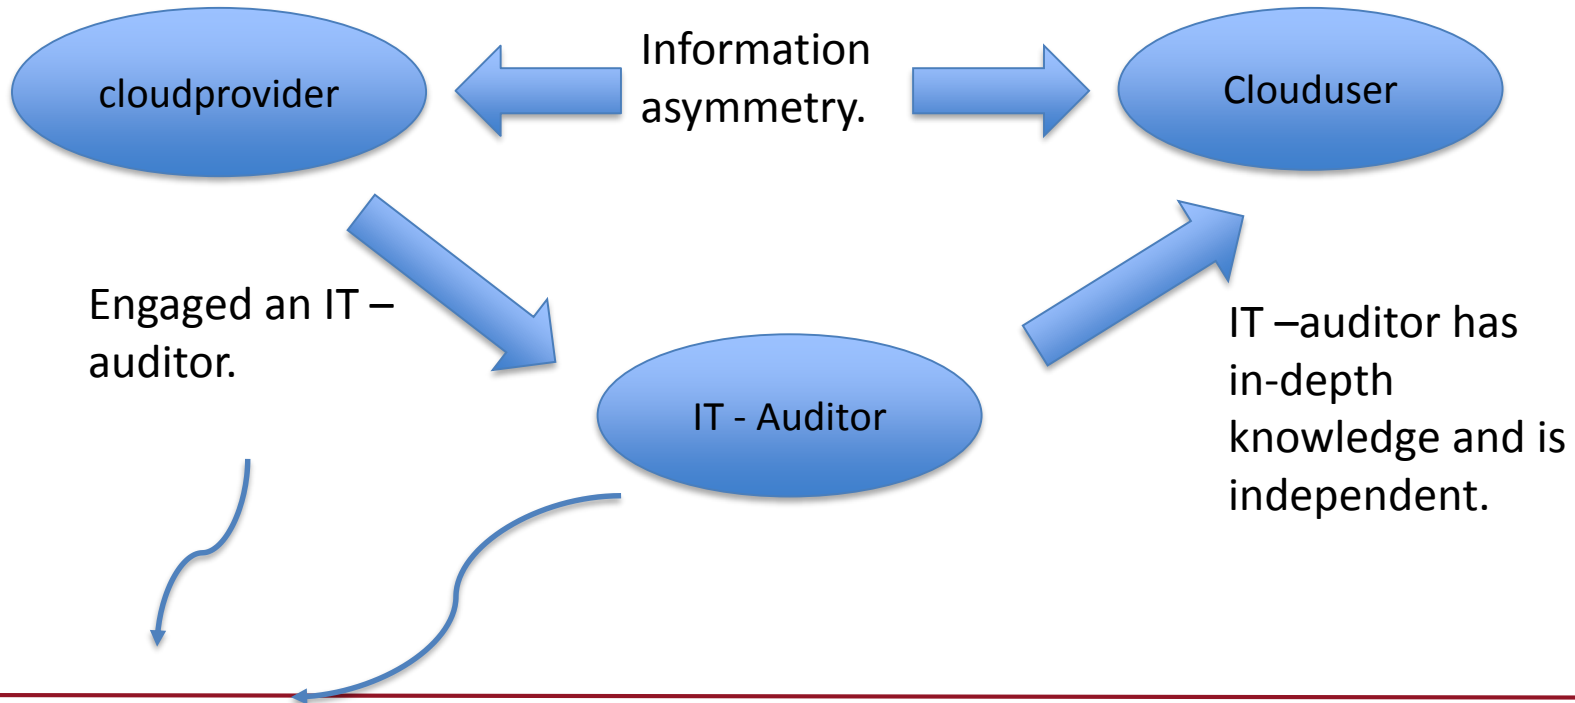 cloudprovider
Information
asymmetry.
Clouduser
Engaged an IT –
auditor.
IT - Auditor
IT –auditor has
in-depth
knowledge and is
independent.